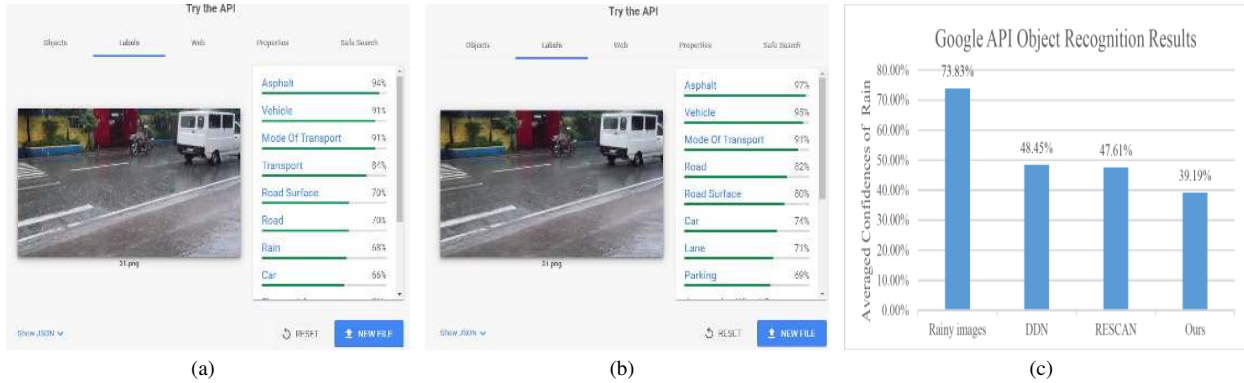 Try the API
Objects Labels Web Properties Safe Search
Asphalt 94%
Vehicle 91%
Mode Of Transport 91%
Transport 84%
Road Surface 70%
Road 70%
Rain 68%
Car 66%
31.png
Show JSON
RESET
NEW FILE
(a)
Try the API
Objects Labels Web Properties Safe Search
Asphalt 97%
Vehicle 95%
Mode Of Transport 91%
Road 82%
Road Surface 80%
Car 74%
Lane 71%
Parking 69%
31.png
Show JSON
RESET
NEW FILE
(b)
Google API Object Recognition Results
Averaged Confidences of Rain
80.00%
70.00%
60.00%
50.00%
40.00%
30.00%
20.00%
10.00%
0.00%
73.83%
48.45%
47.61%
39.19%
Rainy images DDN RESCAN Ours
(c)